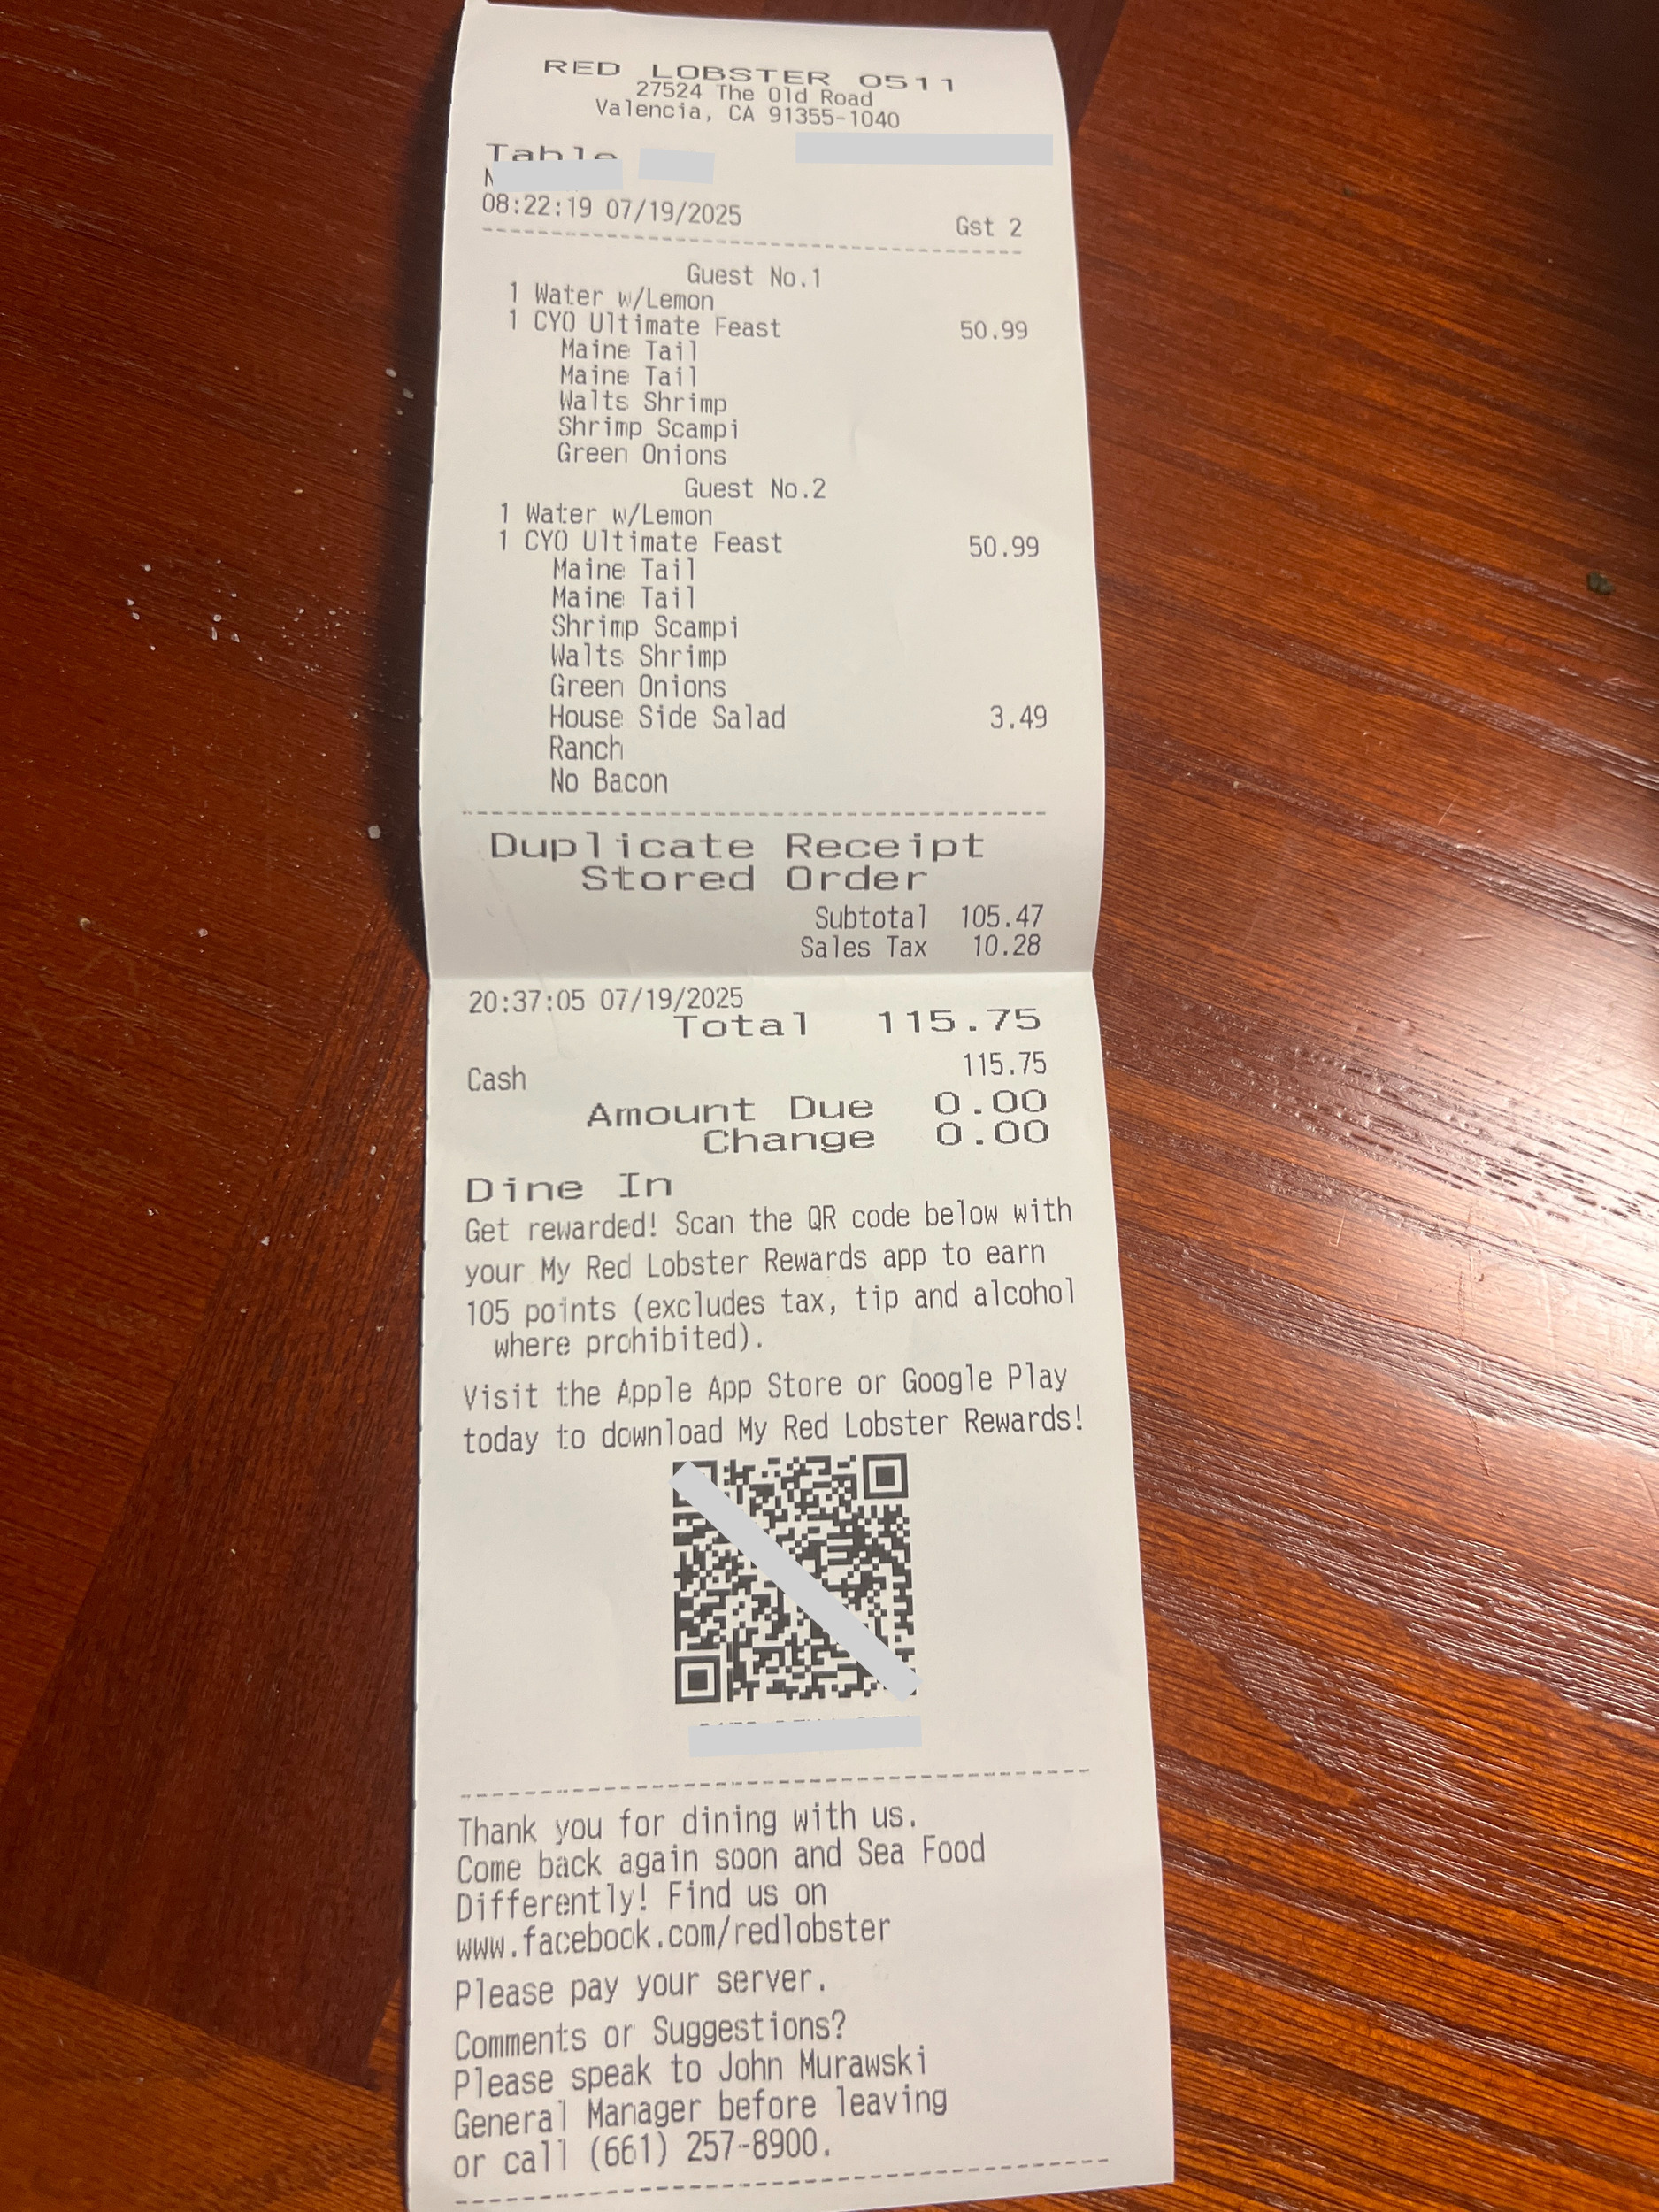 RED LOBSTER 0511
27524 The Old Road
Valencia, CA 91355-1040
Table
08:22:19 07/19/2025
Gst 2
Guest No.1
1 Water w/Lemon
1 CYO Ultimate Feast 50.99
Maine Tail
Maine Tail
Walts Shrimp
Shrimp Scampi
Green Onions
Guest No.2
1 Water w/Lemon
1 CYO Ultimate Feast 50.99
Maine Tail
Maine Tail
Shrimp Scampi
Walts Shrimp
Green Onions
House Side Salad 3.49
Ranch
No Bacon
Duplicate Receipt
Stored Order
Subtotal 105.47
Sales Tax 10.28
20:37:05 07/19/2025
Total 115.75
Cash 115.75
Amount Due 0.00
Change 0.00
Dine In
Get rewarded! Scan the QR code below with
your My Red Lobster Rewards app to earn
105 points (excludes tax, tip and alcohol
where prohibited).
Visit the Apple App Store or Google Play
today to download My Red Lobster Rewards!
Thank you for dining with us.
Come back again soon and Sea Food
Differently! Find us on
www.facebook.com/redlobster
Please pay your server.
Comments or Suggestions?
Please speak to John Murawski
General Manager before leaving
or call (661) 257-8900.